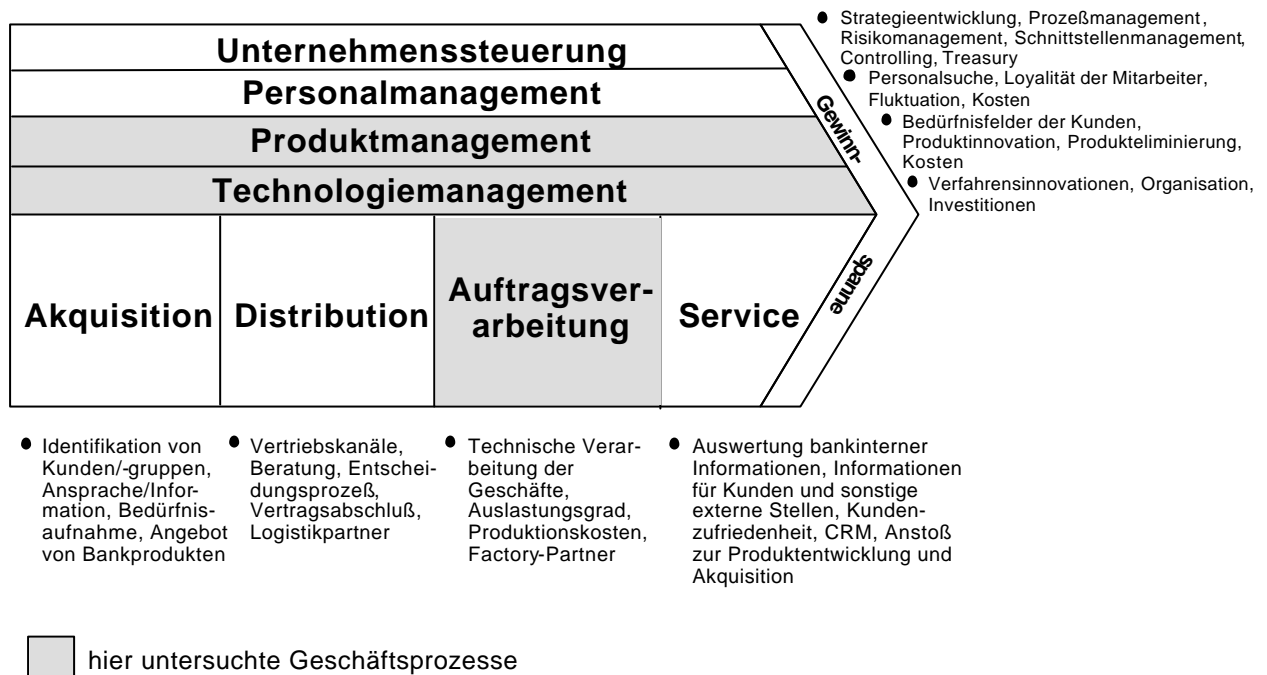 Unternehmenssteuerung
Personalmanagement
Produktmanagement
Technologiemanagement
Gewinn-
spanne
Akquisition
Distribution
Auftragsver-
arbeitung
Service
● Strategieentwicklung, Prozeßmanagement,
Risikomanagement, Schnittstellenmanagement,
Controlling, Treasury
● Personalsuche, Loyalität der Mitarbeiter,
Fluktuation, Kosten
● Bedürfnisfelder der Kunden,
Produktinnovation, Produkteliminierung,
Kosten
● Verfahrensinnovationen, Organisation,
Investitionen
● Identifikation von
Kunden/-gruppen,
Ansprache/Infor-
mation, Bedürfnis-
aufnahme, Angebot
von Bankprodukten
● Vertriebskanäle,
Beratung, Entschei-
dungsprozeß,
Vertragsabschluß,
Logistikpartner
● Technische Verar-
beitung der
Geschäfte,
Auslastungsgrad,
Produktionskosten,
Factory-Partner
● Auswertung bankinterner
Informationen, Informationen
für Kunden und sonstige
externe Stellen, Kunden-
zufriedenheit, CRM, Anstoß
zur Produktentwicklung und
Akquisition
hier untersuchte Geschäftsprozesse